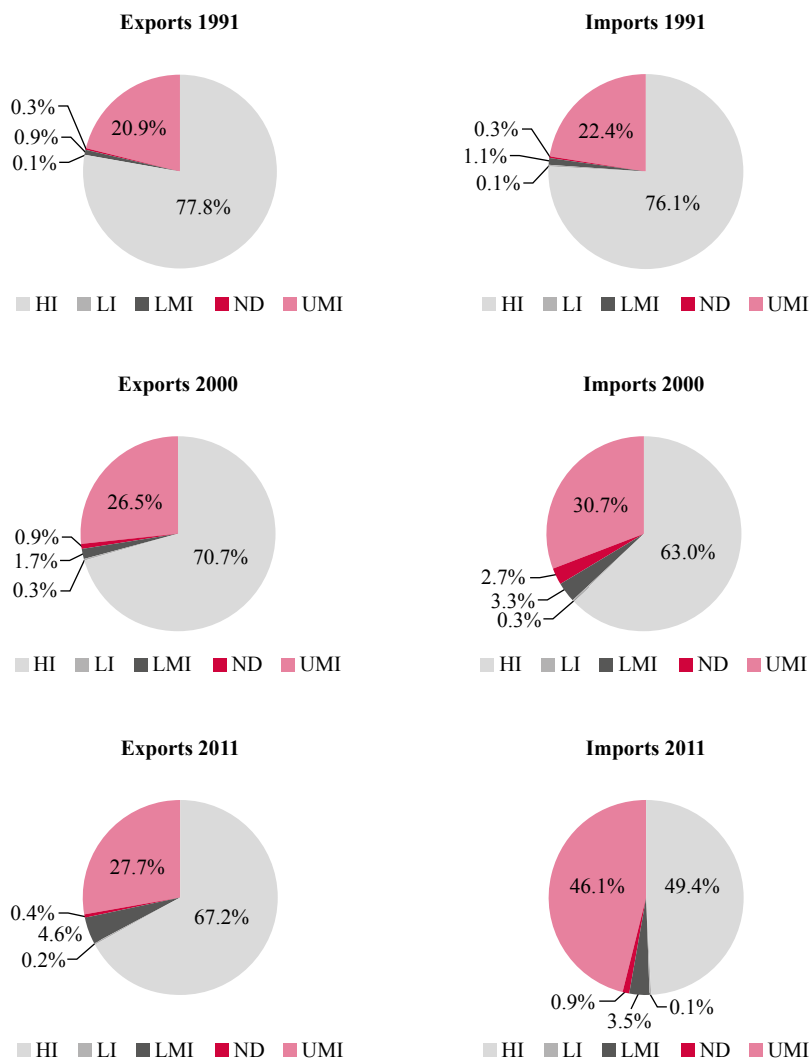 Exports 1991
0.3%
0.9%
0.1%
20.9%
77.8%
HI LI LMI ND UMI
Imports 1991
0.3%
1.1%
0.1%
22.4%
76.1%
HI LI LMI ND UMI
Exports 2000
26.5%
0.9%
1.7%
0.3%
70.7%
HI LI LMI ND UMI
Imports 2000
30.7%
2.7%
3.3%
0.3%
63.0%
HI LI LMI ND UMI
Exports 2011
27.7%
0.4%
4.6%
0.2%
67.2%
HI LI LMI ND UMI
Imports 2011
46.1%
49.4%
0.9%
3.5%
0.1%
HI LI LMI ND UMI